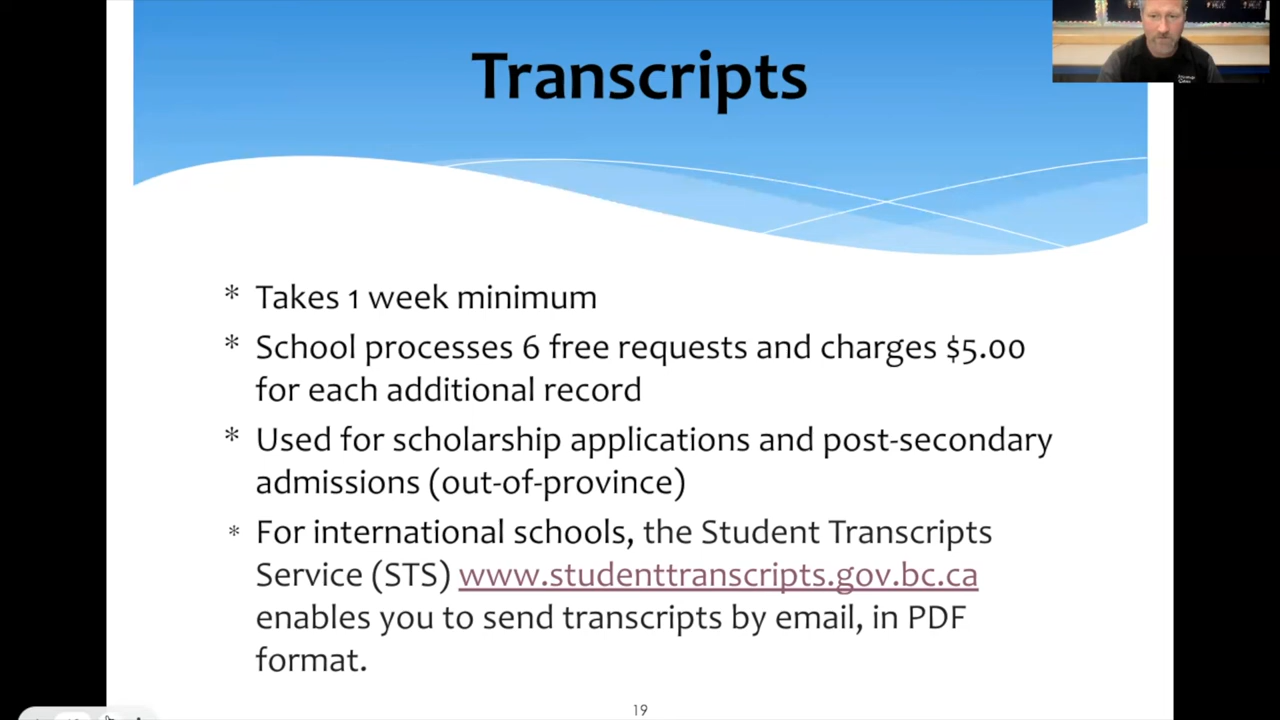 Transcripts
* Takes 1 week minimum
* School processes 6 free requests and charges $5.00
for each additional record
* Used for scholarship applications and post-secondary
admissions (out-of-province)
* For international schools, the Student Transcripts
Service (STS) www.studenttranscripts.gov.bc.ca
enables you to send transcripts by email, in PDF
format.
19